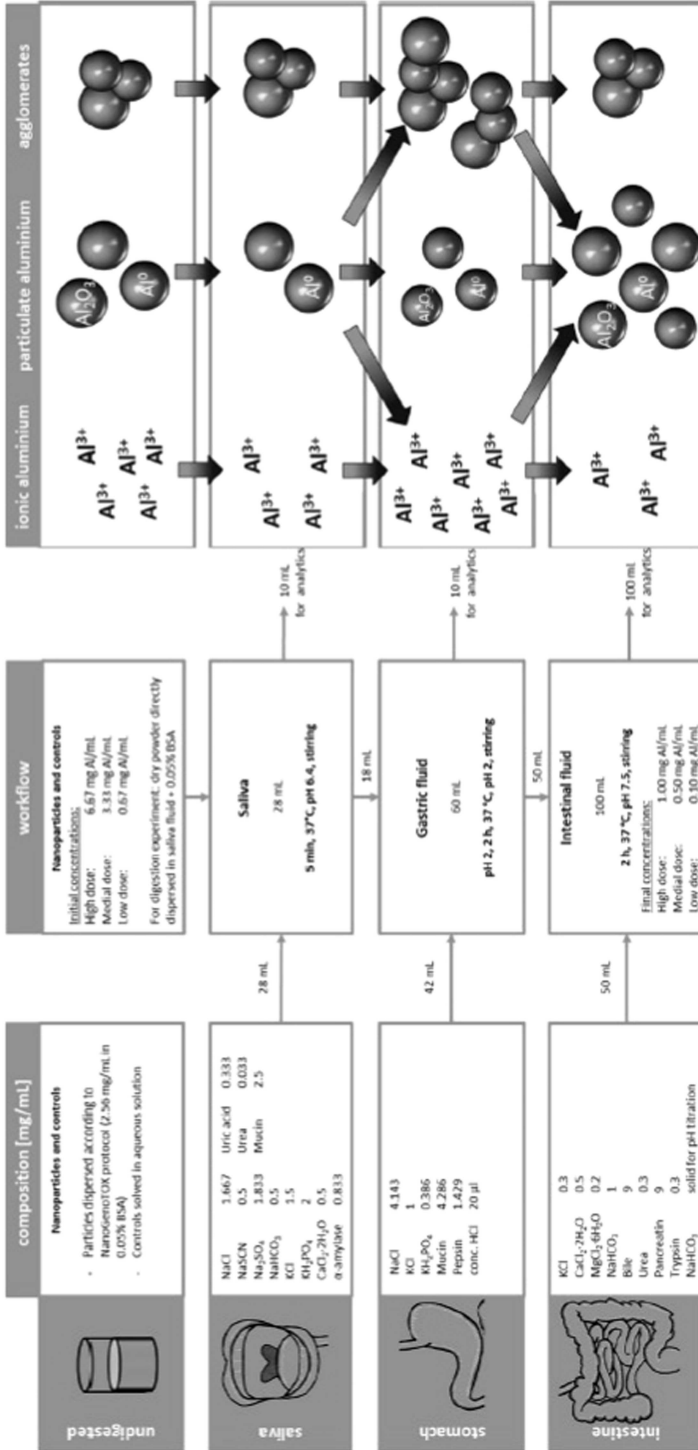 composition [mg/mL]
workflow
ionic aluminium
particulate aluminium
agglomerates
undigested
Nanoparticles and controls
- Particles dispersed according to
NanoGenoTOX protocol (2.56 mg/mL in
0.05% BSA)
- Controls solved in aqueous solution
Nanoparticles and controls
Initial concentrations:
High dose: 6.67 mg Al/mL
Medial dose: 3.33 mg Al/mL
Low dose: 0.67 mg Al/mL
For digestion experiment: dry powder directly
dispersed in saliva fluid + 0.05% BSA
Al³⁺
Al³⁺
Al³⁺
Al³⁺
Al³⁺
Al₂O₃
Al⁰
saliva
NaCl 1.667 Uric acid 0.333
NaSCN 0.5 Urea 0.033
Na₂SO₄ 1.833 Mucin 2.5
NaHCO₃ 0.5
KCl 1.5
KH₂PO₄ 2
CaCl₂·2H₂O 0.5
α-amylase 0.833
28 mL
Saliva
28 mL
5 min, 37°C, pH 6.4, stirring
10 mL
for analytics
18 mL
Al³⁺
Al³⁺
Al³⁺
Al³⁺
Al⁰
stomach
NaCl 4.143
KCl 1
KH₂PO₄ 0.386
Mucin 4.286
Pepsin 1.429
conc. HCl 20 µl
42 mL
Gastric fluid
60 mL
pH 2, 2 h, 37 °C, pH 2, stirring
10 mL
for analytics
50 mL
Al³⁺
Al³⁺
Al³⁺
Al³⁺
Al³⁺
Al³⁺
Al³⁺
Al³⁺
Al₂O₃
Al⁰
intestine
KCl 0.3
CaCl₂·2H₂O 0.5
MgCl₂·6H₂O 0.2
NaHCO₃ 1
Bile 9
Urea 0.3
Pancreatin 9
Trypsin 0.3
NaHCO₃ solid for pH titration
50 mL
Intestinal fluid
100 mL
2 h, 37 °C, pH 7.5, stirring
Final concentrations:
High dose: 1.00 mg Al/mL
Medial dose: 0.50 mg Al/mL
Low dose: 0.10 mg Al/mL
100 mL
for analytics
Al³⁺
Al³⁺
Al³⁺
Al₂O₃
Al⁰